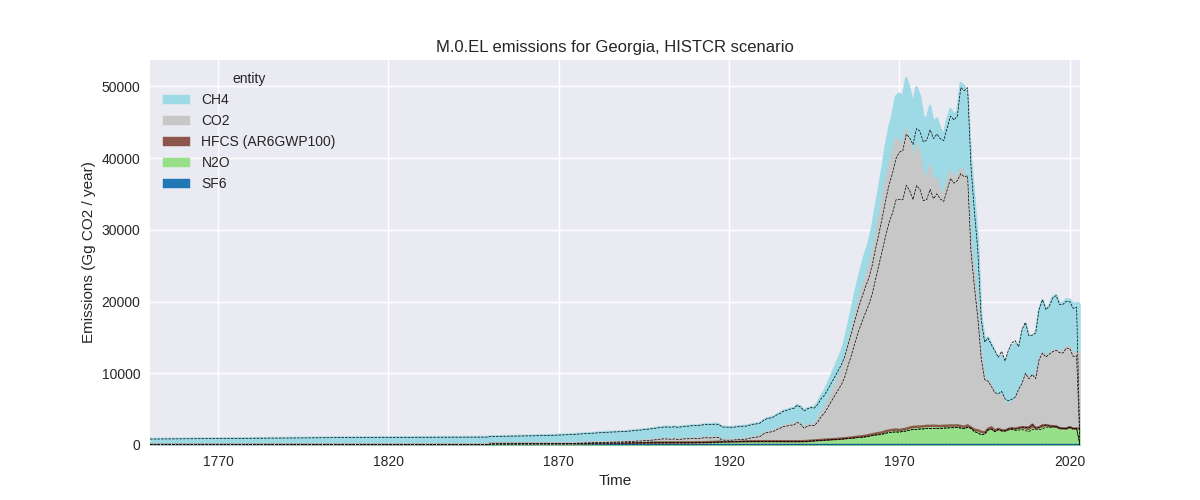 M.0.EL emissions for Georgia, HISTCR scenario
Emissions (Gg CO2 / year)
50000
40000
30000
20000
10000
0
entity
CH4
CO2
HFCS (AR6GWP100)
N2O
SF6
1770 1820 1870 1920 1970 2020
Time